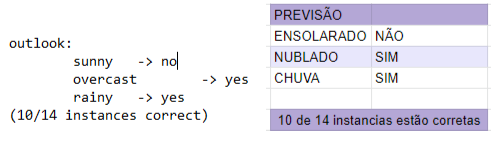 outlook:
sunny -> no
overcast -> yes
rainy -> yes
(10/14 instances correct)
PREVISÃO
ENSOLARADO NÃO
NUBLADO SIM
CHUVA SIM
10 de 14 instancias estão corretas